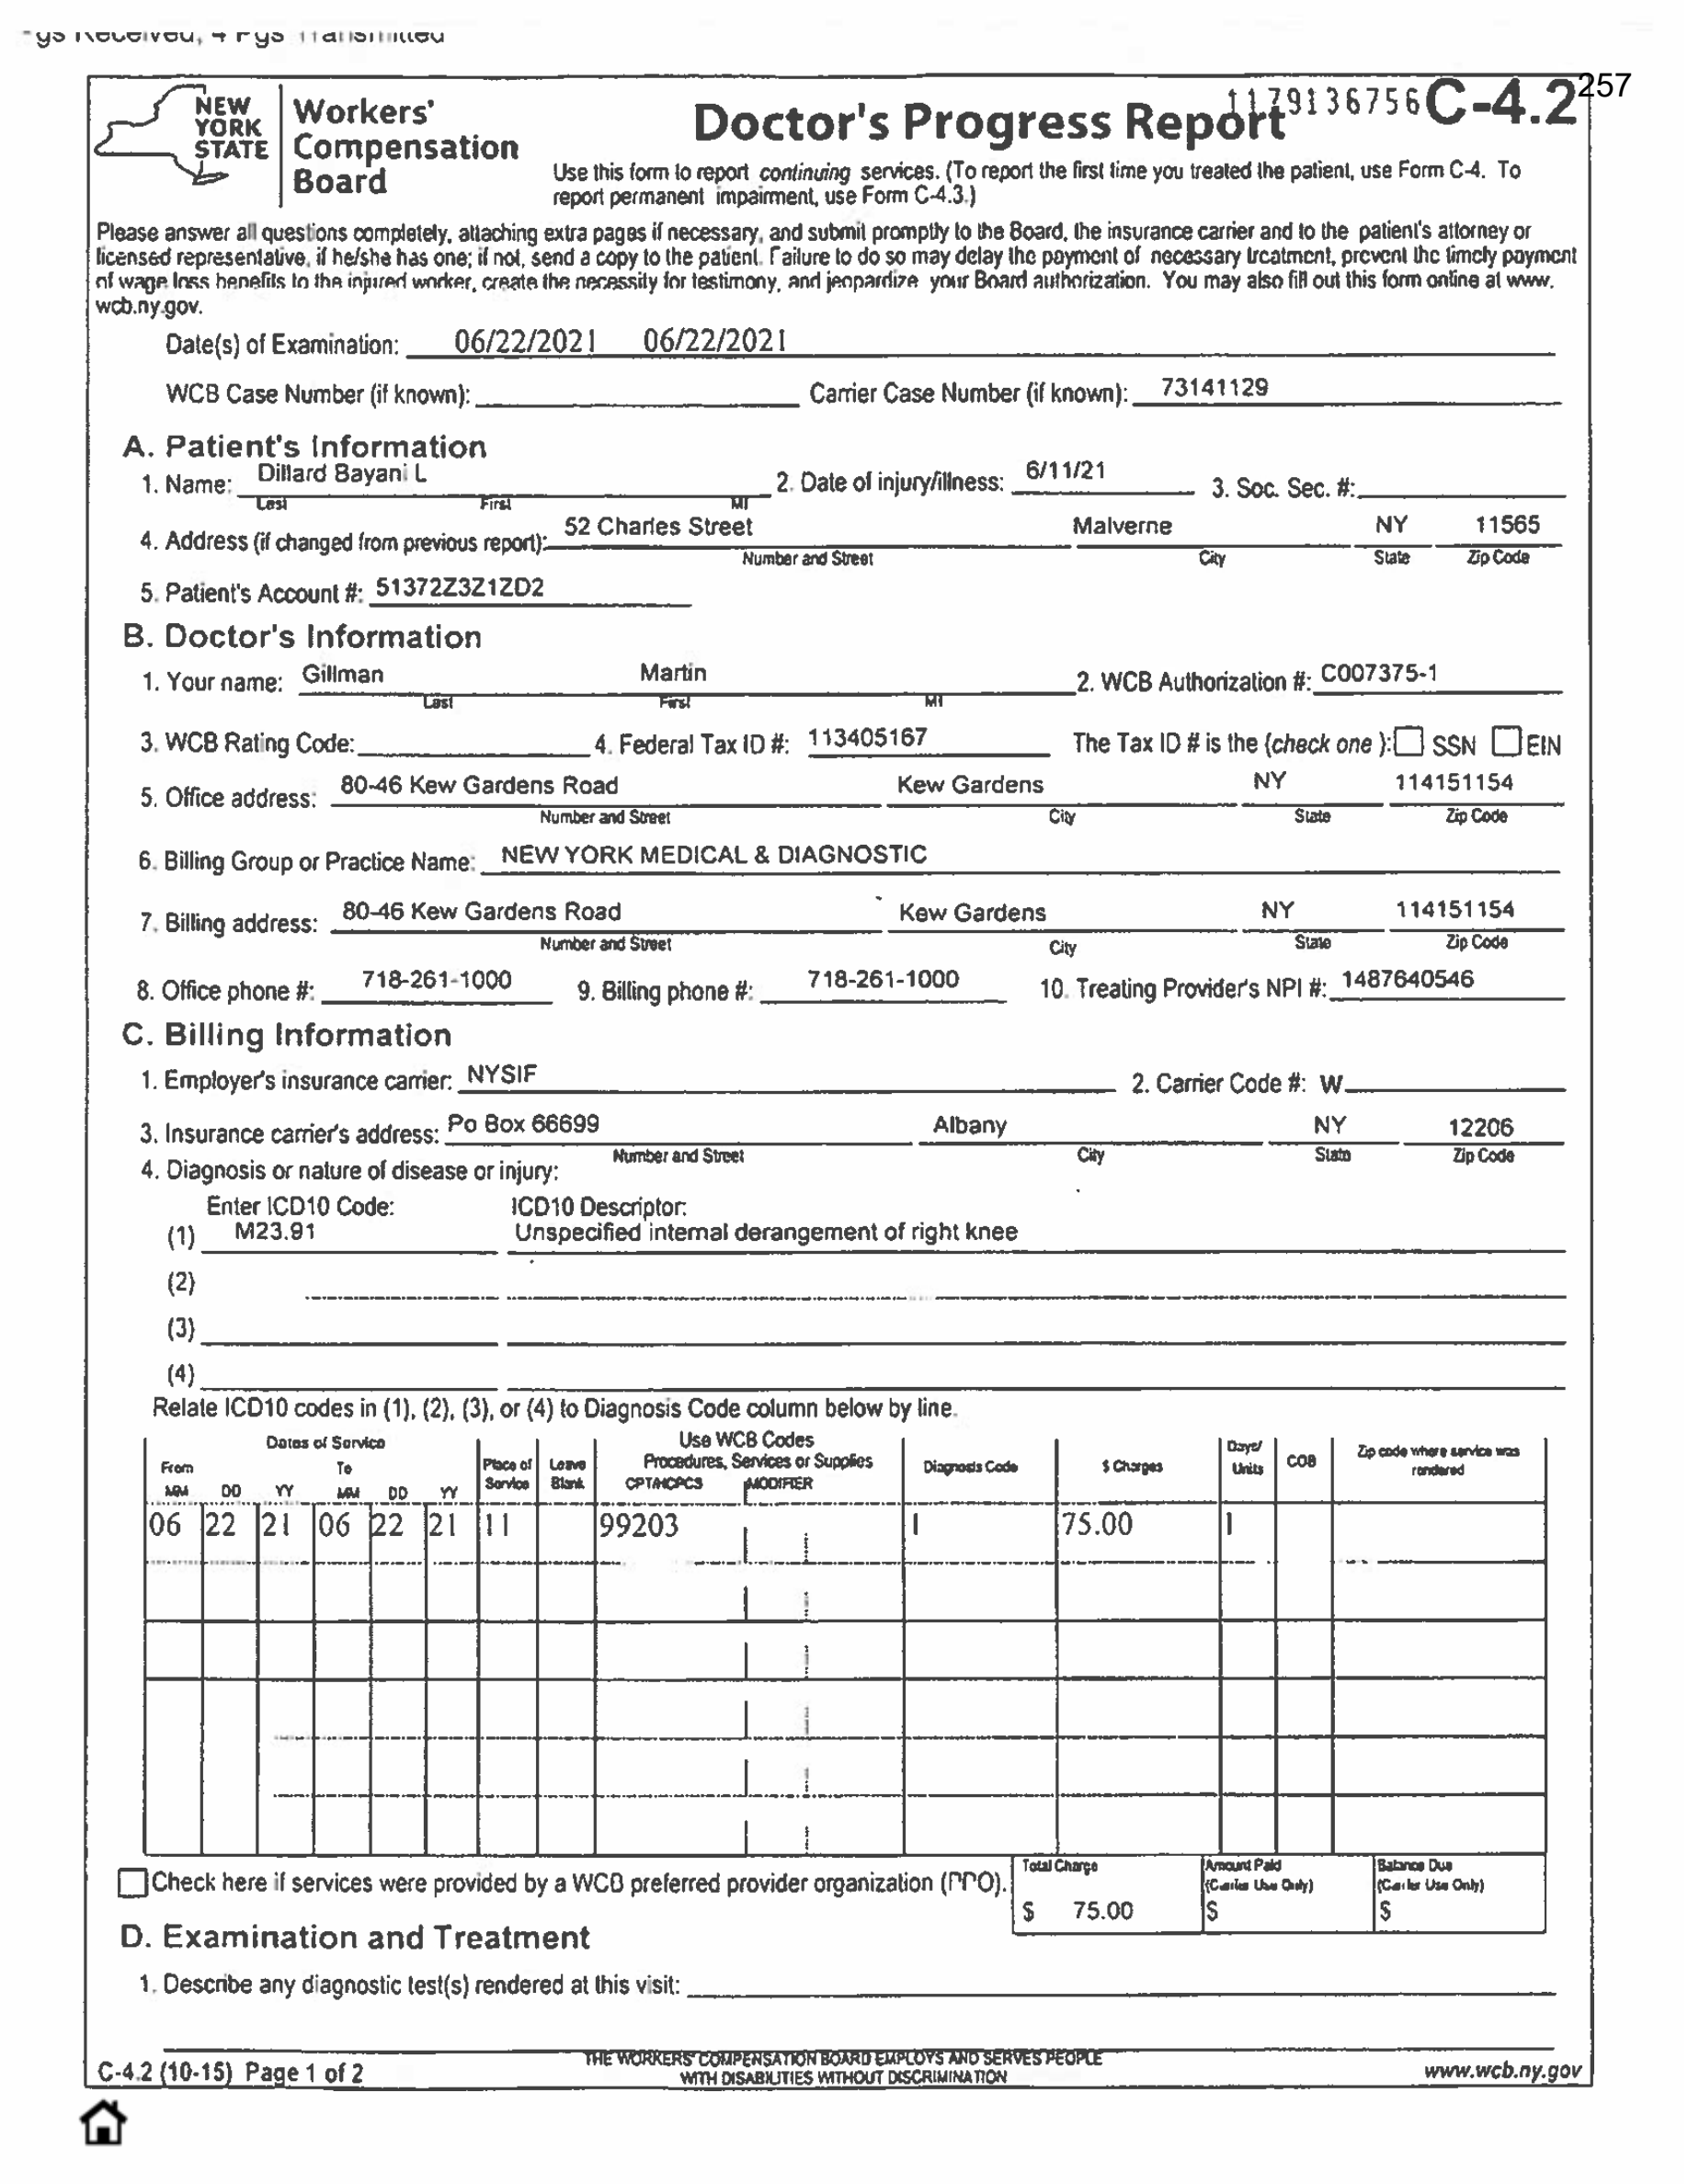 4 Pgs Transmitted
257
1179136756
NEW YORK STATE
Workers' Compensation Board
Doctor's Progress Report C-4.2
Use this form to report continuing services. (To report the first time you treated the patient, use Form C-4. To
report permanent impairment, use Form C-4.3.)
Please answer all questions completely, attaching extra pages if necessary, and submit promptly to the Board, the insurance carrier and to the patient's attorney or
licensed representative, if he/she has one; if not, send a copy to the patient. Failure to do so may delay the payment of necessary treatment, prevent the timely payment
of wage loss benefits to the injured worker, create the necessity for testimony, and jeopardize your Board authorization. You may also fill out this form online at www.
wcb.ny.gov.
Date(s) of Examination: 06/22/2021 06/22/2021
WCB Case Number (if known): Carrier Case Number (if known): 73141129
A. Patient's Information
1. Name: Dillard Bayani L 2. Date of injury/illness: 6/11/21 3. Soc. Sec. #:
Last First MI
4. Address (if changed from previous report): 52 Charles Street Malverne NY 11565
Number and Street City State Zip Code
5. Patient's Account #: 51372Z3Z1ZD2
B. Doctor's Information
1. Your name: Gillman Martin 2. WCB Authorization #: C007375-1
Last First MI
3. WCB Rating Code: 4. Federal Tax ID #: 113405167 The Tax ID # is the (check one ): SSN EIN
5. Office address: 80-46 Kew Gardens Road Kew Gardens NY 114151154
Number and Street City State Zip Code
6. Billing Group or Practice Name: NEW YORK MEDICAL & DIAGNOSTIC
7. Billing address: 80-46 Kew Gardens Road Kew Gardens NY 114151154
Number and Street City State Zip Code
8. Office phone #: 718-261-1000 9. Billing phone #: 718-261-1000 10. Treating Provider's NPI #: 1487640546
C. Billing Information
1. Employer's insurance carrier: NYSIF 2. Carrier Code #: W
3. Insurance carrier's address: Po Box 66699 Albany NY 12206
Number and Street City State Zip Code
4. Diagnosis or nature of disease or injury:
Enter ICD10 Code: ICD10 Descriptor:
(1) M23.91 Unspecified internal derangement of right knee
(2)
(3)
(4)
Relate ICD10 codes in (1), (2), (3), or (4) to Diagnosis Code column below by line.
Dates of Service Use WCB Codes
From To Place of Service Leave Blank Procedures, Services or Supplies Diagnosis Code $ Charges Days/ Units COB Zip code where service was rendered
MM DD YY MM DD YY CPT/HCPCS MODIFIER
06 22 21 06 22 21 11 99203 1 75.00 1
Check here if services were provided by a WCB preferred provider organization (PPO).
Total Charge $ 75.00
Amount Paid (Carrier Use Only) $
Balance Due (Carrier Use Only) $
D. Examination and Treatment
1. Describe any diagnostic test(s) rendered at this visit:
C-4.2 (10-15) Page 1 of 2
THE WORKERS' COMPENSATION BOARD EMPLOYS AND SERVES PEOPLE
WITH DISABILITIES WITHOUT DISCRIMINATION
www.wcb.ny.gov